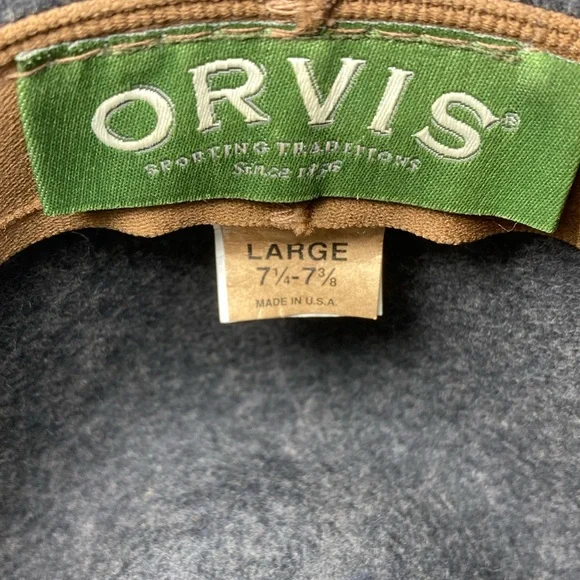 ORVIS®
SPORTING TRADITIONS
Since 1856
LARGE
7¼-7⅜
MADE IN U.S.A.